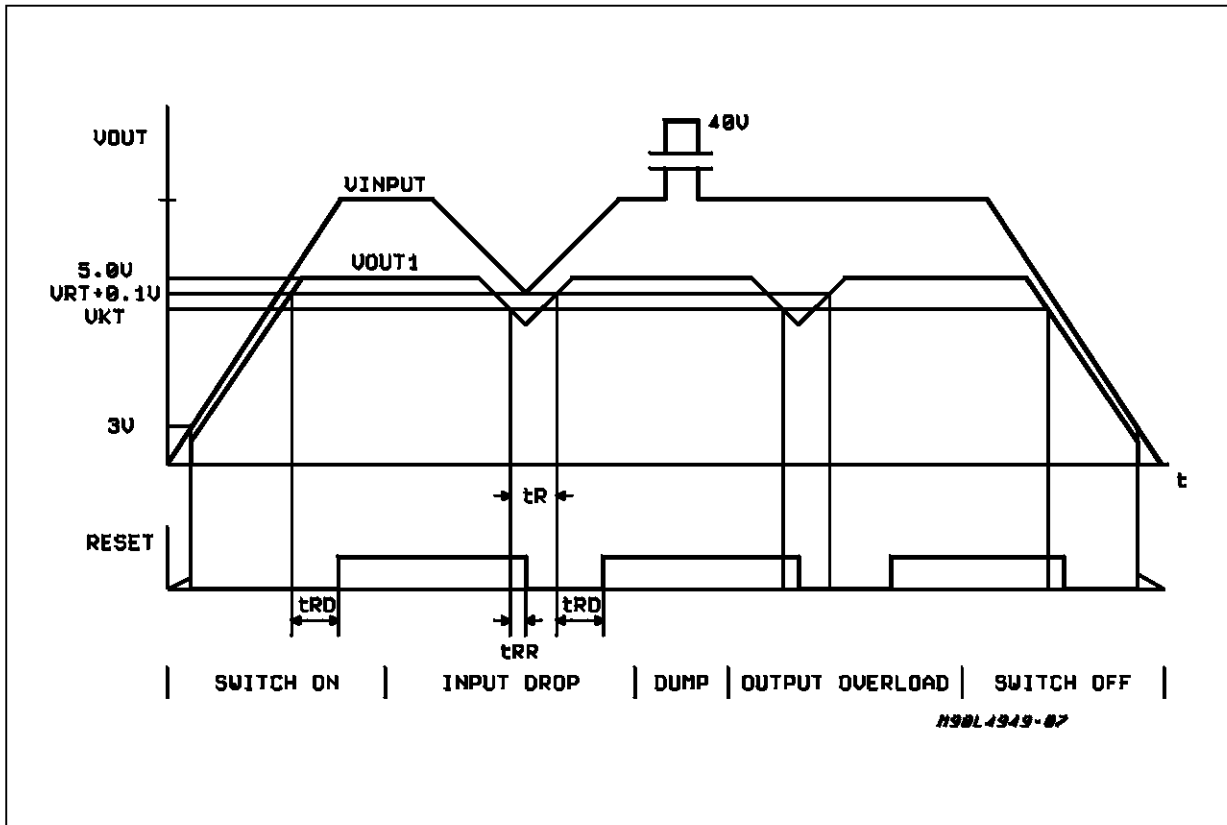 VOUT
40V
VINPUT
5.0V
VOUT1
VRT+0.1V
VKT
3V
t
tR
RESET
tRD
tRD
tRR
SWITCH ON
INPUT DROP
DUMP
OUTPUT OVERLOAD
SWITCH OFF
M90L4949-07